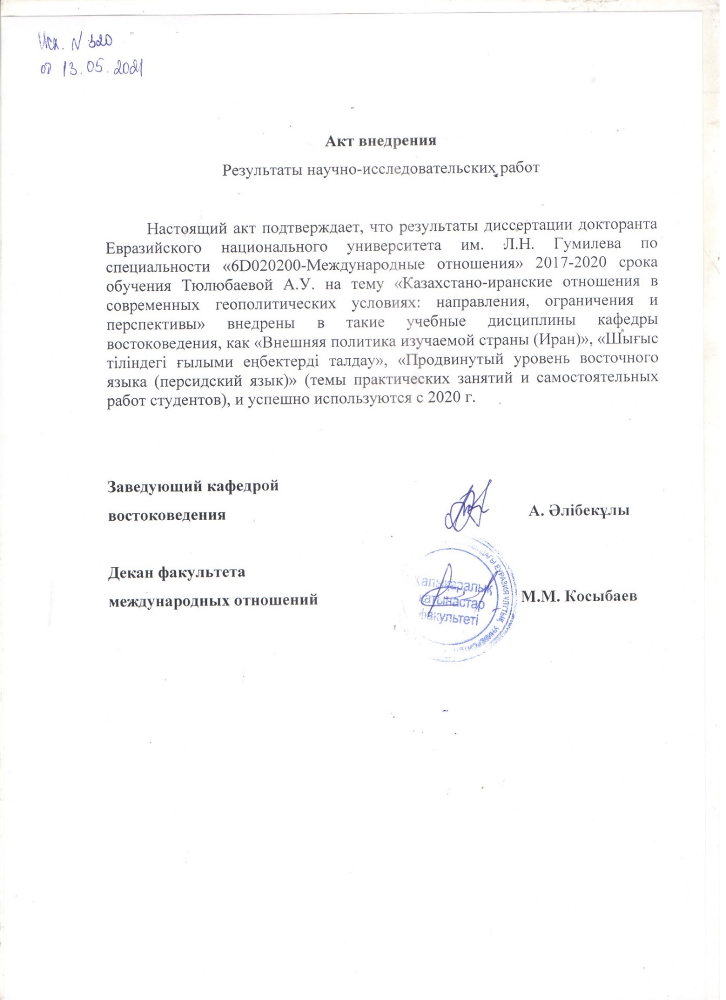 Исх. N 320
от 13.05.2021
Акт внедрения
Результаты научно-исследовательских работ
Настоящий акт подтверждает, что результаты диссертации докторанта
Евразийского национального университета им. Л.Н. Гумилева по
специальности «6D020200-Международные отношения» 2017-2020 срока
обучения Тюлюбаевой А.У. на тему «Казахстано-иранские отношения в
современных геополитических условиях: направления, ограничения и
перспективы» внедрены в такие учебные дисциплины кафедры
востоковедения, как «Внешняя политика изучаемой страны (Иран)», «Шығыс
тіліндегі ғылыми еңбектерді талдау», «Продвинутый уровень восточного
языка (персидский язык)» (темы практических занятий и самостоятельных
работ студентов), и успешно используются с 2020 г.
Заведующий кафедрой
востоковедения
А. Әлібекұлы
Декан факультета
международных отношений
М.М. Косыбаев
Халықаралық
қатынастар
факультеті
ЕУРАЗИЯ ҰЛТТЫҚ УНИВЕРСИТЕТІ